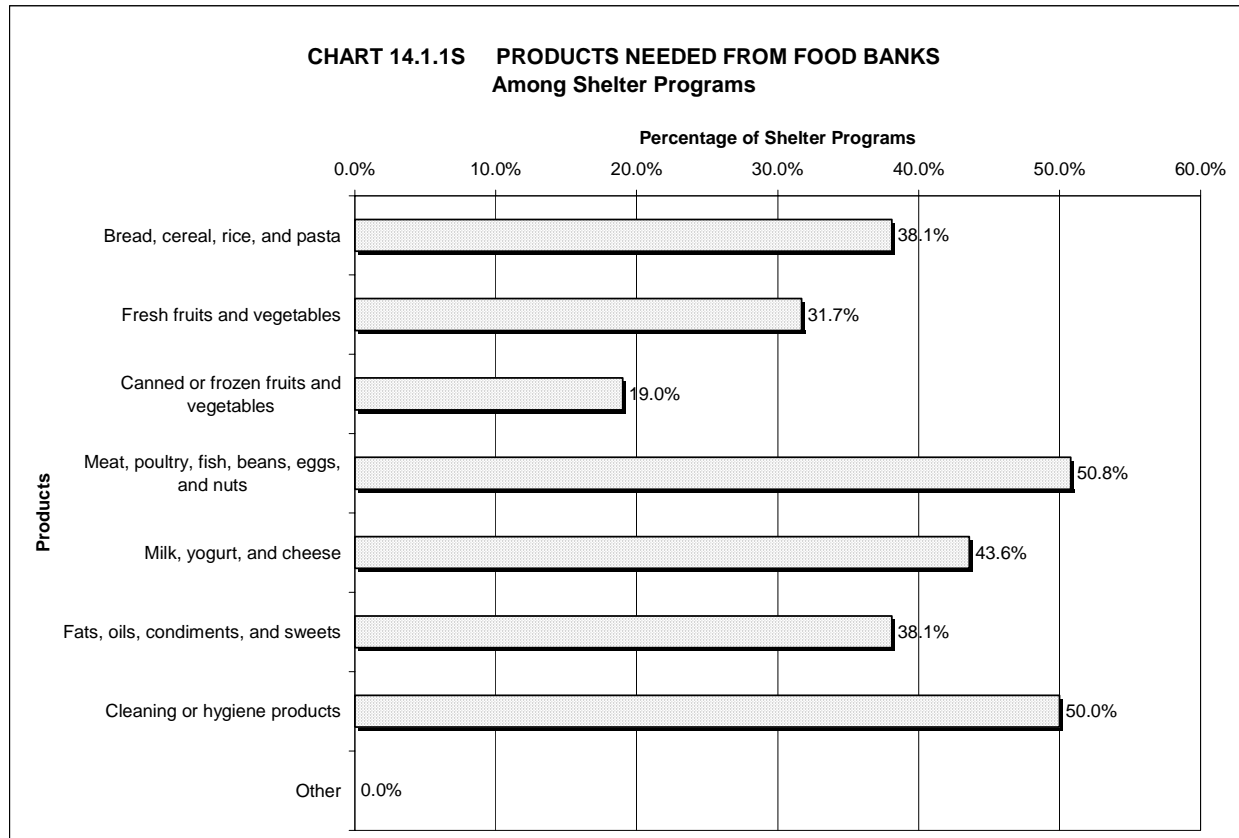 CHART 14.1.1S PRODUCTS NEEDED FROM FOOD BANKS
Among Shelter Programs
Percentage of Shelter Programs
0.0% 10.0% 20.0% 30.0% 40.0% 50.0% 60.0%
Products
Bread, cereal, rice, and pasta 38.1%
Fresh fruits and vegetables 31.7%
Canned or frozen fruits and
vegetables 19.0%
Meat, poultry, fish, beans, eggs,
and nuts 50.8%
Milk, yogurt, and cheese 43.6%
Fats, oils, condiments, and sweets 38.1%
Cleaning or hygiene products 50.0%
Other 0.0%